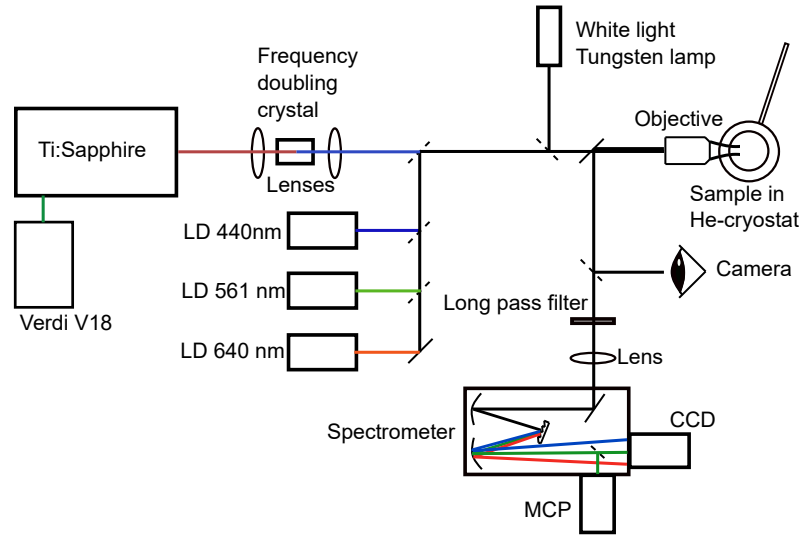 White light
Tungsten lamp
Frequency
doubling
crystal
Ti:Sapphire
Objective
Lenses
Sample in
He-cryostat
LD 440nm
Camera
LD 561 nm
Long pass filter
Verdi V18
LD 640 nm
Lens
Spectrometer
CCD
MCP